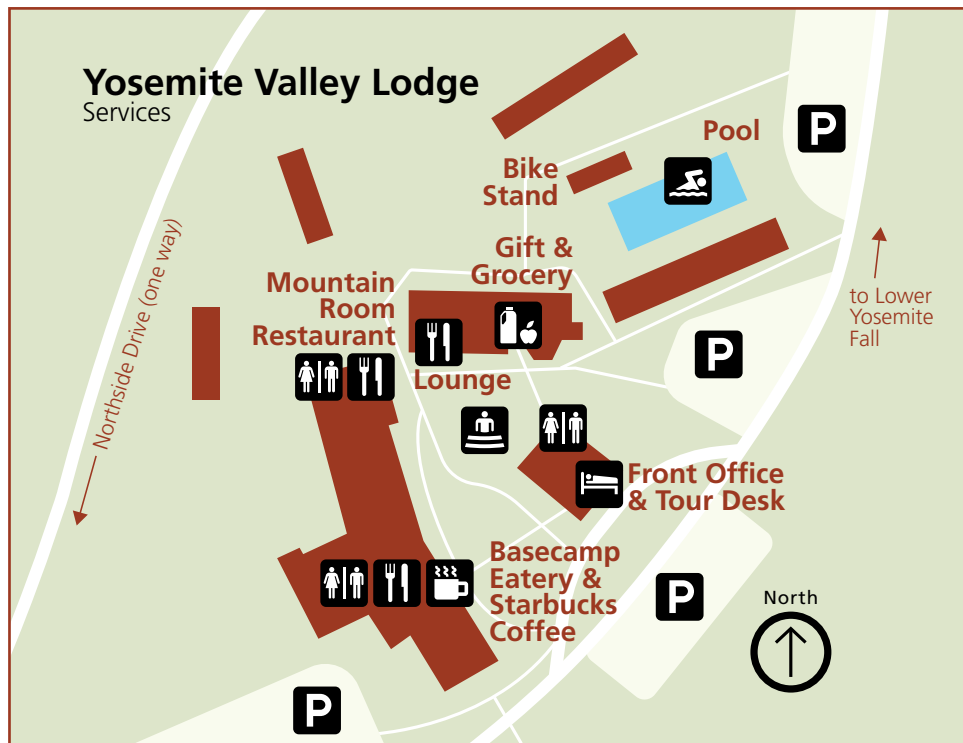 Yosemite Valley Lodge
Services
Pool
P
Bike
Stand
Gift &
Grocery
Mountain
Room
Restaurant
Lounge
Northside Drive (one way)
to Lower
Yosemite
Fall
P
Front Office
& Tour Desk
Basecamp
Eatery &
Starbucks
Coffee
P
North
P